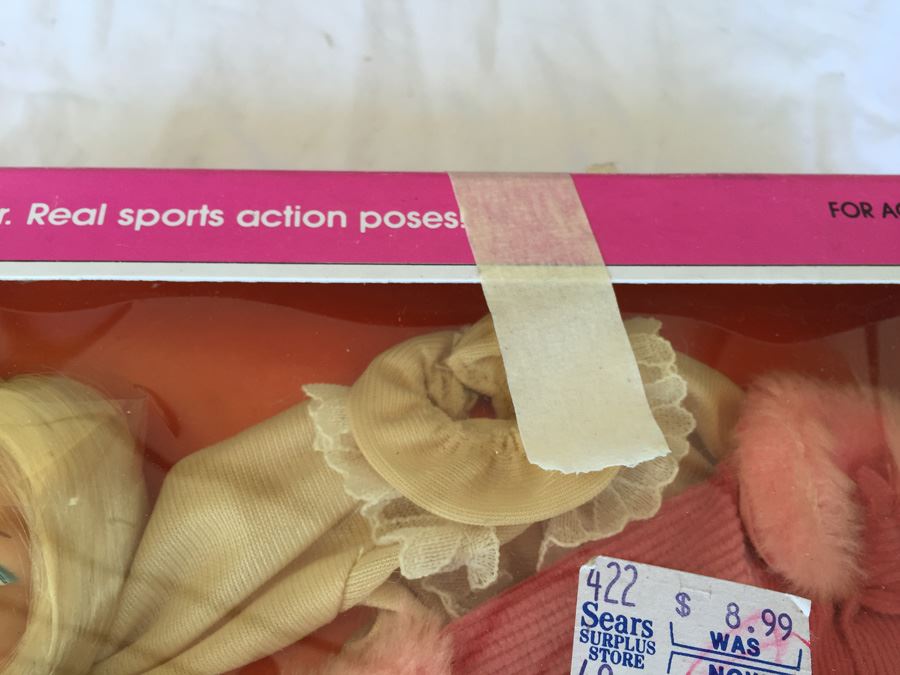 r. Real sports action poses!
FOR AG
422
$ 8.99
Sears
SURPLUS
STORE
WAS